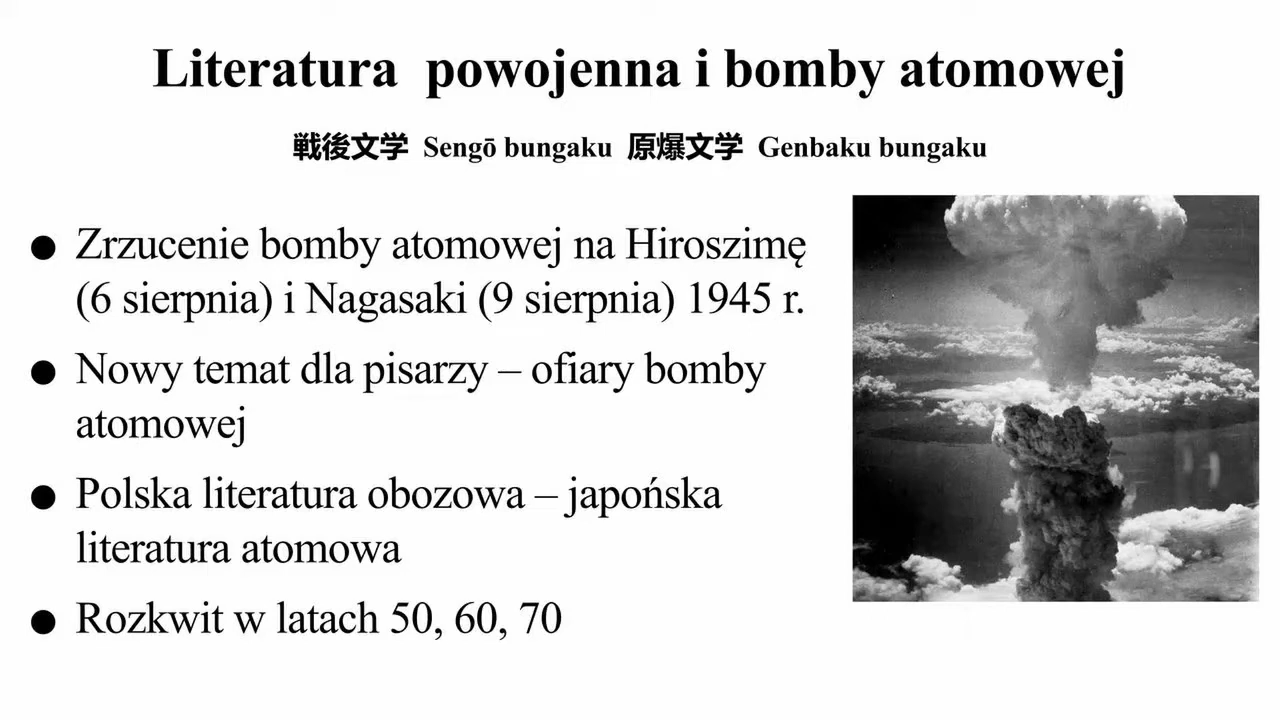 Literatura powojenna i bomby atomowej
戦後文学 Sengō bungaku 原爆文学 Genbaku bungaku
● Zrzucenie bomby atomowej na Hiroszimę
(6 sierpnia) i Nagasaki (9 sierpnia) 1945 r.
● Nowy temat dla pisarzy – ofiary bomby
atomowej
● Polska literatura obozowa – japońska
literatura atomowa
● Rozkwit w latach 50, 60, 70